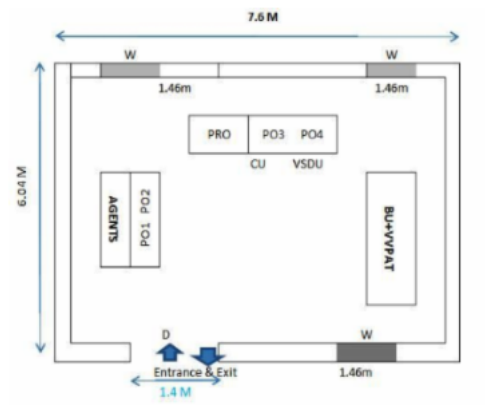 7.6 M
W
W
1.46m
1.46m
PRO
PO3 PO4
CU
VSDU
6.04 M
AGENTS
PO1 PO2
BU+VVPAT
D
W
Entrance & Exit
1.46m
1.4 M